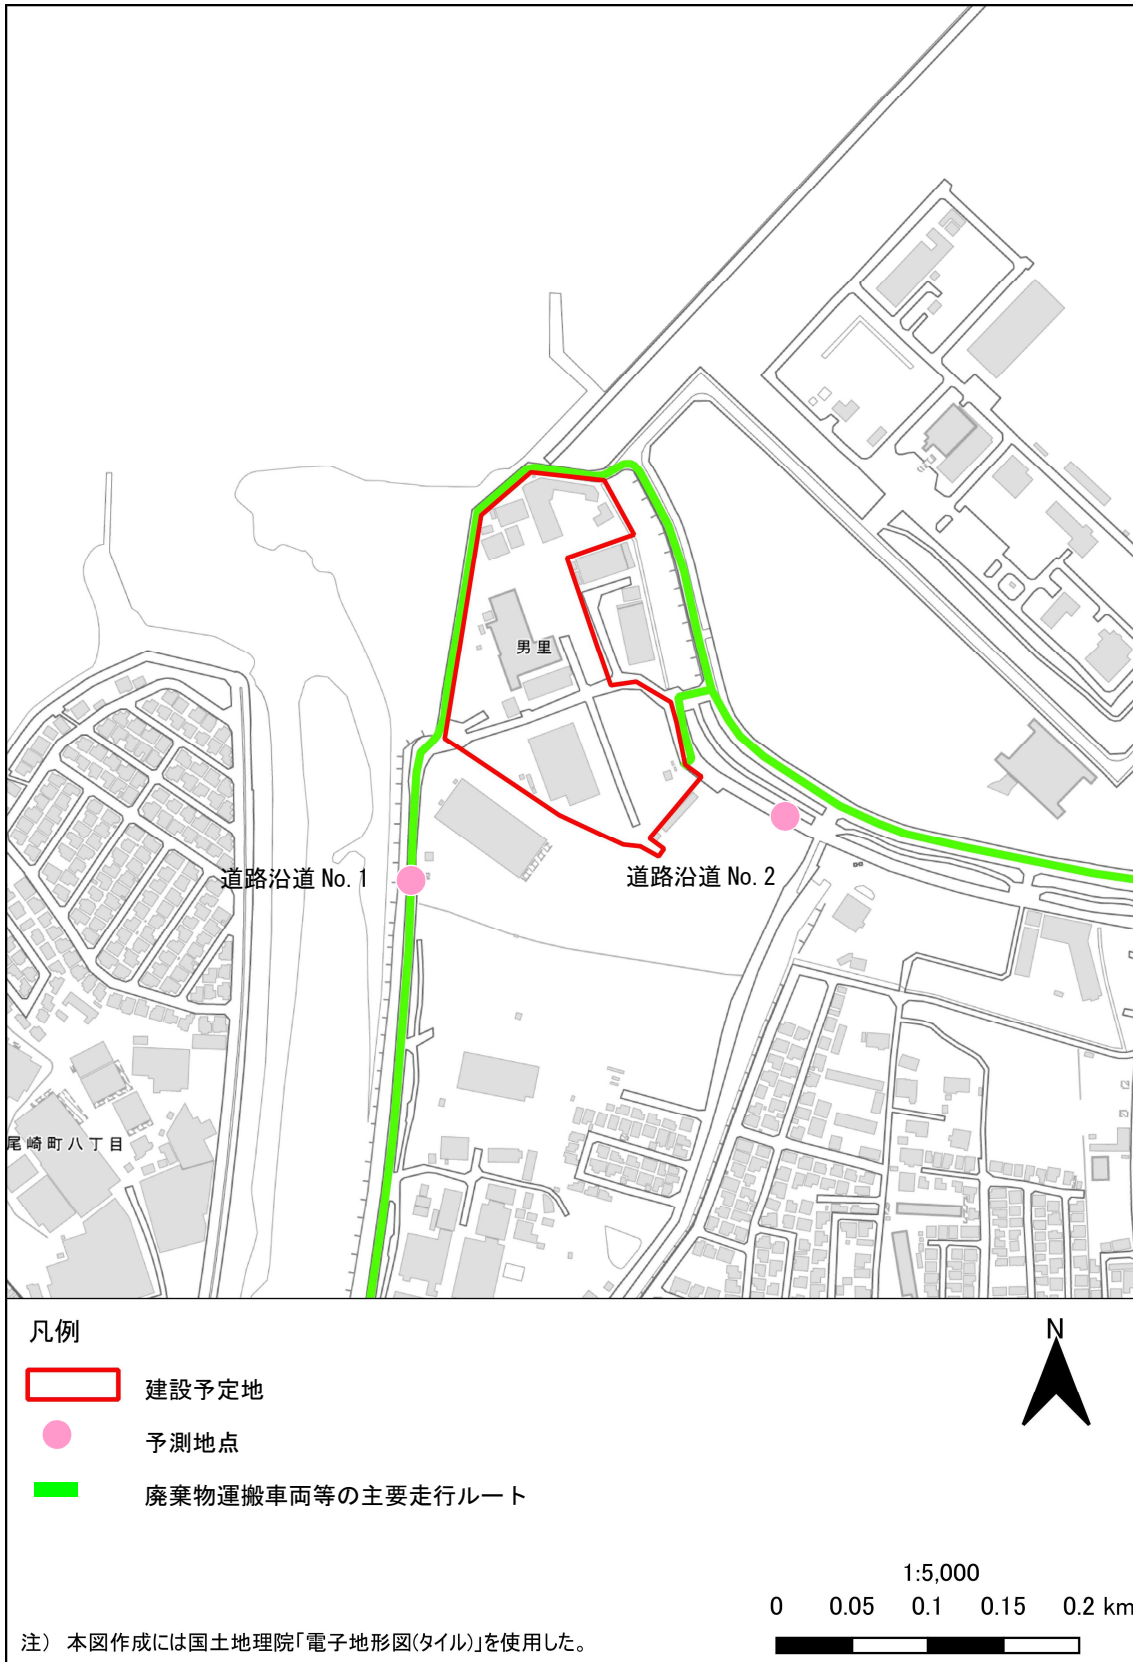 男里
道路沿道 No. 1
道路沿道 No. 2
尾崎町八丁目
凡例
N
建設予定地
予測地点
廃棄物運搬車両等の主要走行ルート
1:5,000
0 0.05 0.1 0.15 0.2 km
注） 本図作成には国土地理院「電子地形図(タイル)」を使用した。